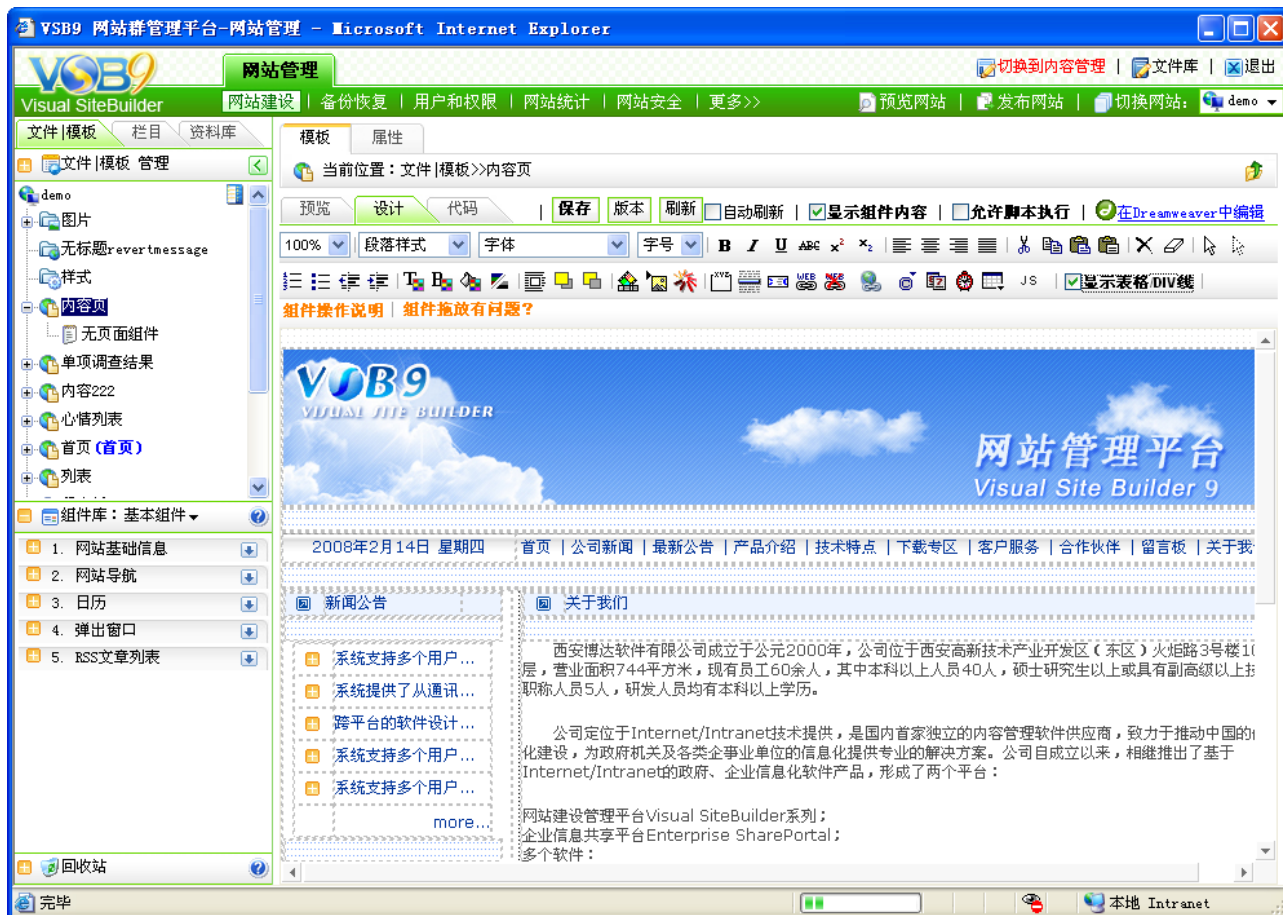 VSB9 网站群管理平台-网站管理 - Microsoft Internet Explorer
VSB9
Visual SiteBuilder
网站管理
切换到内容管理 | 文件库 | 退出
网站建设 | 备份恢复 | 用户和权限 | 网站统计 | 网站安全 | 更多>>
预览网站 | 发布网站 | 切换网站: demo
文件|模板 栏目 资料库
文件|模板 管理
demo
图片
无标题revertmessage
样式
内容页
无页面组件
单项调查结果
内容222
心情列表
首页(首页)
列表
组件库：基本组件
1. 网站基础信息
2. 网站导航
3. 日历
4. 弹出窗口
5. RSS文章列表
回收站
模板 属性
当前位置：文件|模板>>内容页
预览 设计 代码 | 保存 版本 刷新 自动刷新 | 显示组件内容 | 允许脚本执行 | 在Dreamweaver中编辑
100% 段落样式 字体 字号 B I U ABC x² x₂
JS 显示表格/DIV线
组件操作说明 | 组件拖放有问题?
VSB9
VISUAL SITE BUILDER
网站管理平台
Visual Site Builder 9
2008年2月14日 星期四
首页 | 公司新闻 | 最新公告 | 产品介绍 | 技术特点 | 下载专区 | 客户服务 | 合作伙伴 | 留言板 | 关于我
新闻公告
系统支持多个用户...
系统提供了从通讯...
跨平台的软件设计...
系统支持多个用户...
系统支持多个用户...
more...
关于我们
西安博达软件有限公司成立于公元2000年，公司位于西安高新技术产业开发区（东区）火炬路3号楼10
层，营业面积744平方米，现有员工60余人，其中本科以上人员40人，硕士研究生以上或具有副高级以上技
职称人员5人，研发人员均有本科以上学历。
公司定位于Internet/Intranet技术提供，是国内首家独立的内容管理软件供应商，致力于推动中国的
化建设，为政府机关及各类企事业单位的信息化提供专业的解决方案。公司自成立以来，相继推出了基于
Internet/Intranet的政府、企业信息化软件产品，形成了两个平台：
网站建设管理平台Visual SiteBuilder系列；
企业信息共享平台Enterprise SharePortal；
多个软件：
完毕
本地 Intranet